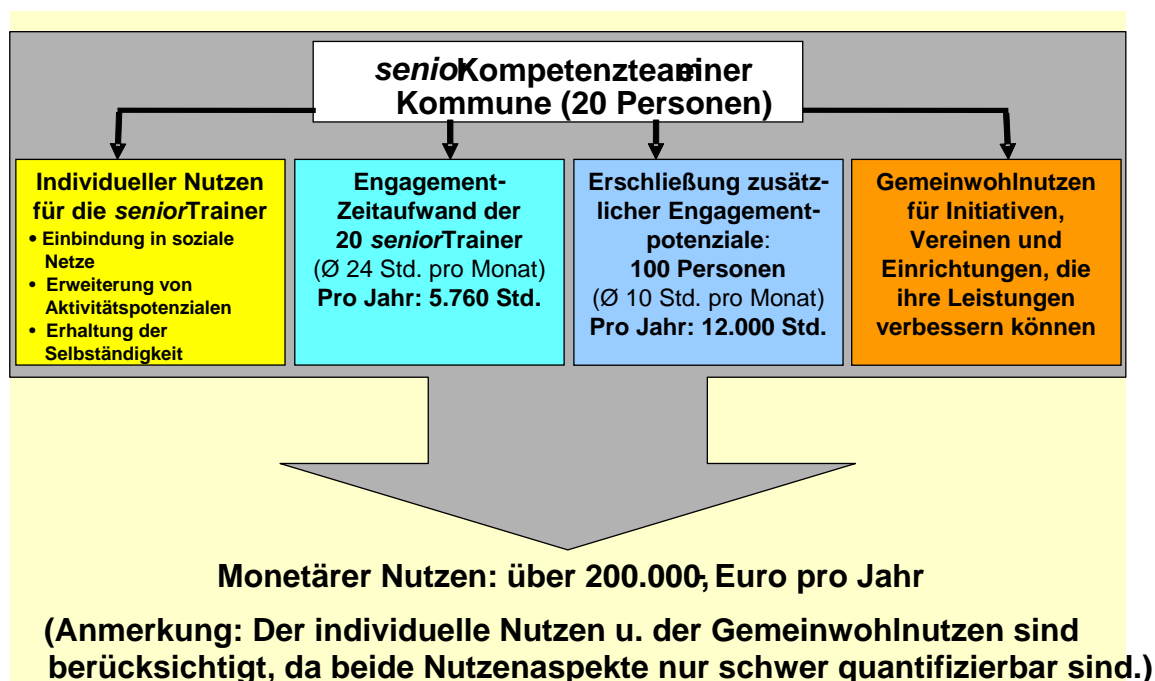 seniorKompetenzteam einer
Kommune (20 Personen)
Individueller Nutzen
für die seniorTrainer
• Einbindung in soziale
Netze
• Erweiterung von
Aktivitätspotenzialen
• Erhaltung der
Selbständigkeit
Engagement-
Zeitaufwand der
20 seniorTrainer
(Ø 24 Std. pro Monat)
Pro Jahr: 5.760 Std.
Erschließung zusätz-
licher Engagement-
potenziale:
100 Personen
(Ø 10 Std. pro Monat)
Pro Jahr: 12.000 Std.
Gemeinwohlnutzen
für Initiativen,
Vereinen und
Einrichtungen, die
ihre Leistungen
verbessern können
Monetärer Nutzen: über 200.000,- Euro pro Jahr
(Anmerkung: Der individuelle Nutzen u. der Gemeinwohlnutzen sind
berücksichtigt, da beide Nutzenaspekte nur schwer quantifizierbar sind.)